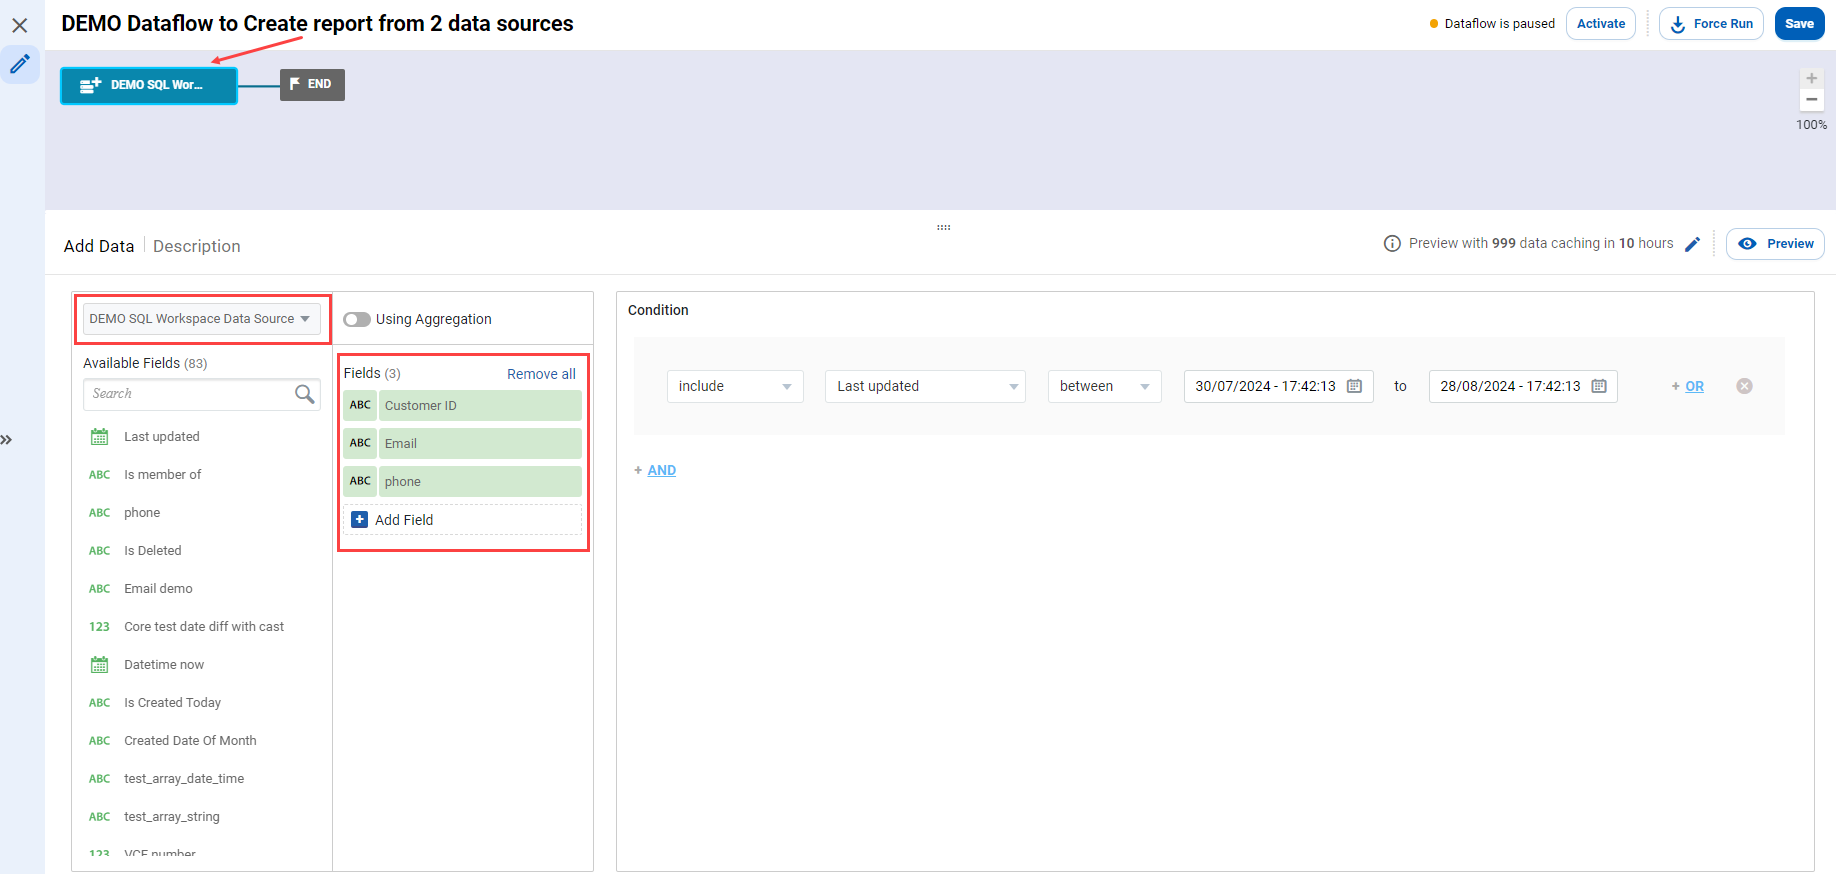 DEMO Dataflow to Create report from 2 data sources
Dataflow is paused
Activate
Force Run
Save
DEMO SQL Wor...
END
100%
Add Data
Description
Preview with 999 data caching in 10 hours
Preview
DEMO SQL Workspace Data Source
Using Aggregation
Available Fields (83)
Search
Last updated
ABC Is member of
ABC phone
ABC Is Deleted
ABC Email demo
123 Core test date diff with cast
Datetime now
ABC Is Created Today
ABC Created Date Of Month
ABC test_array_date_time
ABC test_array_string
123 VCF number
Fields (3)
Remove all
ABC Customer ID
ABC Email
ABC phone
+ Add Field
Condition
include
Last updated
between
30/07/2024 - 17:42:13
to
28/08/2024 - 17:42:13
+ OR
+ AND